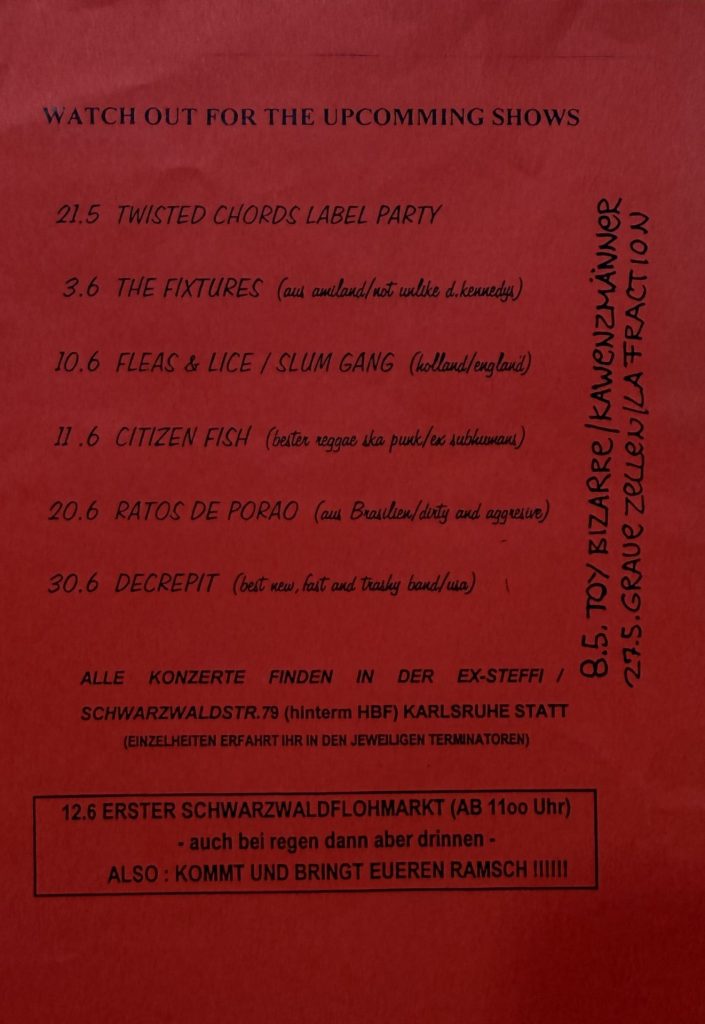 WATCH OUT FOR THE UPCOMMING SHOWS
21.5 TWISTED CHORDS LABEL PARTY
3.6 THE FIXTURES (aus amiland/not unlike d.kennedys)
10.6 FLEAS & LICE / SLUM GANG (holland/england)
11 .6 CITIZEN FISH (bester reggae ska punk/ex subhumans)
20.6 RATOS DE PORAO (aus Brasilien/dirty and aggresive)
30.6 DECREPIT (best new, fast and trashy band/usa)
8.5. TOY BIZARRE/KAWENZMÄNNER
27.5. GRAUE ZELLEN/LA FRACTION
ALLE KONZERTE FINDEN IN DER EX-STEFFI /
SCHWARZWALDSTR.79 (hinterm HBF) KARLSRUHE STATT
(EINZELHEITEN ERFAHRT IHR IN DEN JEWEILIGEN TERMINATOREN)
12.6 ERSTER SCHWARZWALDFLOHMARKT (AB 11oo Uhr)
- auch bei regen dann aber drinnen -
ALSO : KOMMT UND BRINGT EUEREN RAMSCH !!!!!!